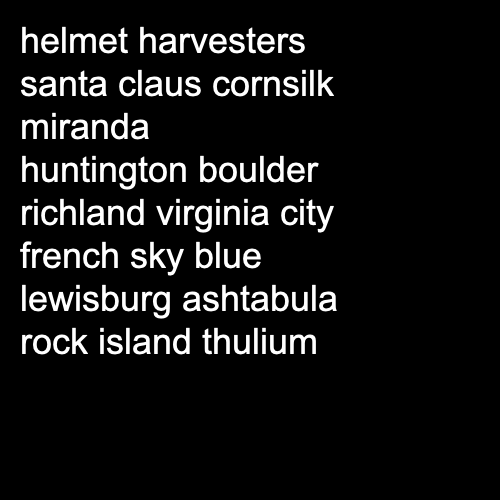 helmet harvesters
santa claus cornsilk
miranda
huntington boulder
richland virginia city
french sky blue
lewisburg ashtabula
rock island thulium